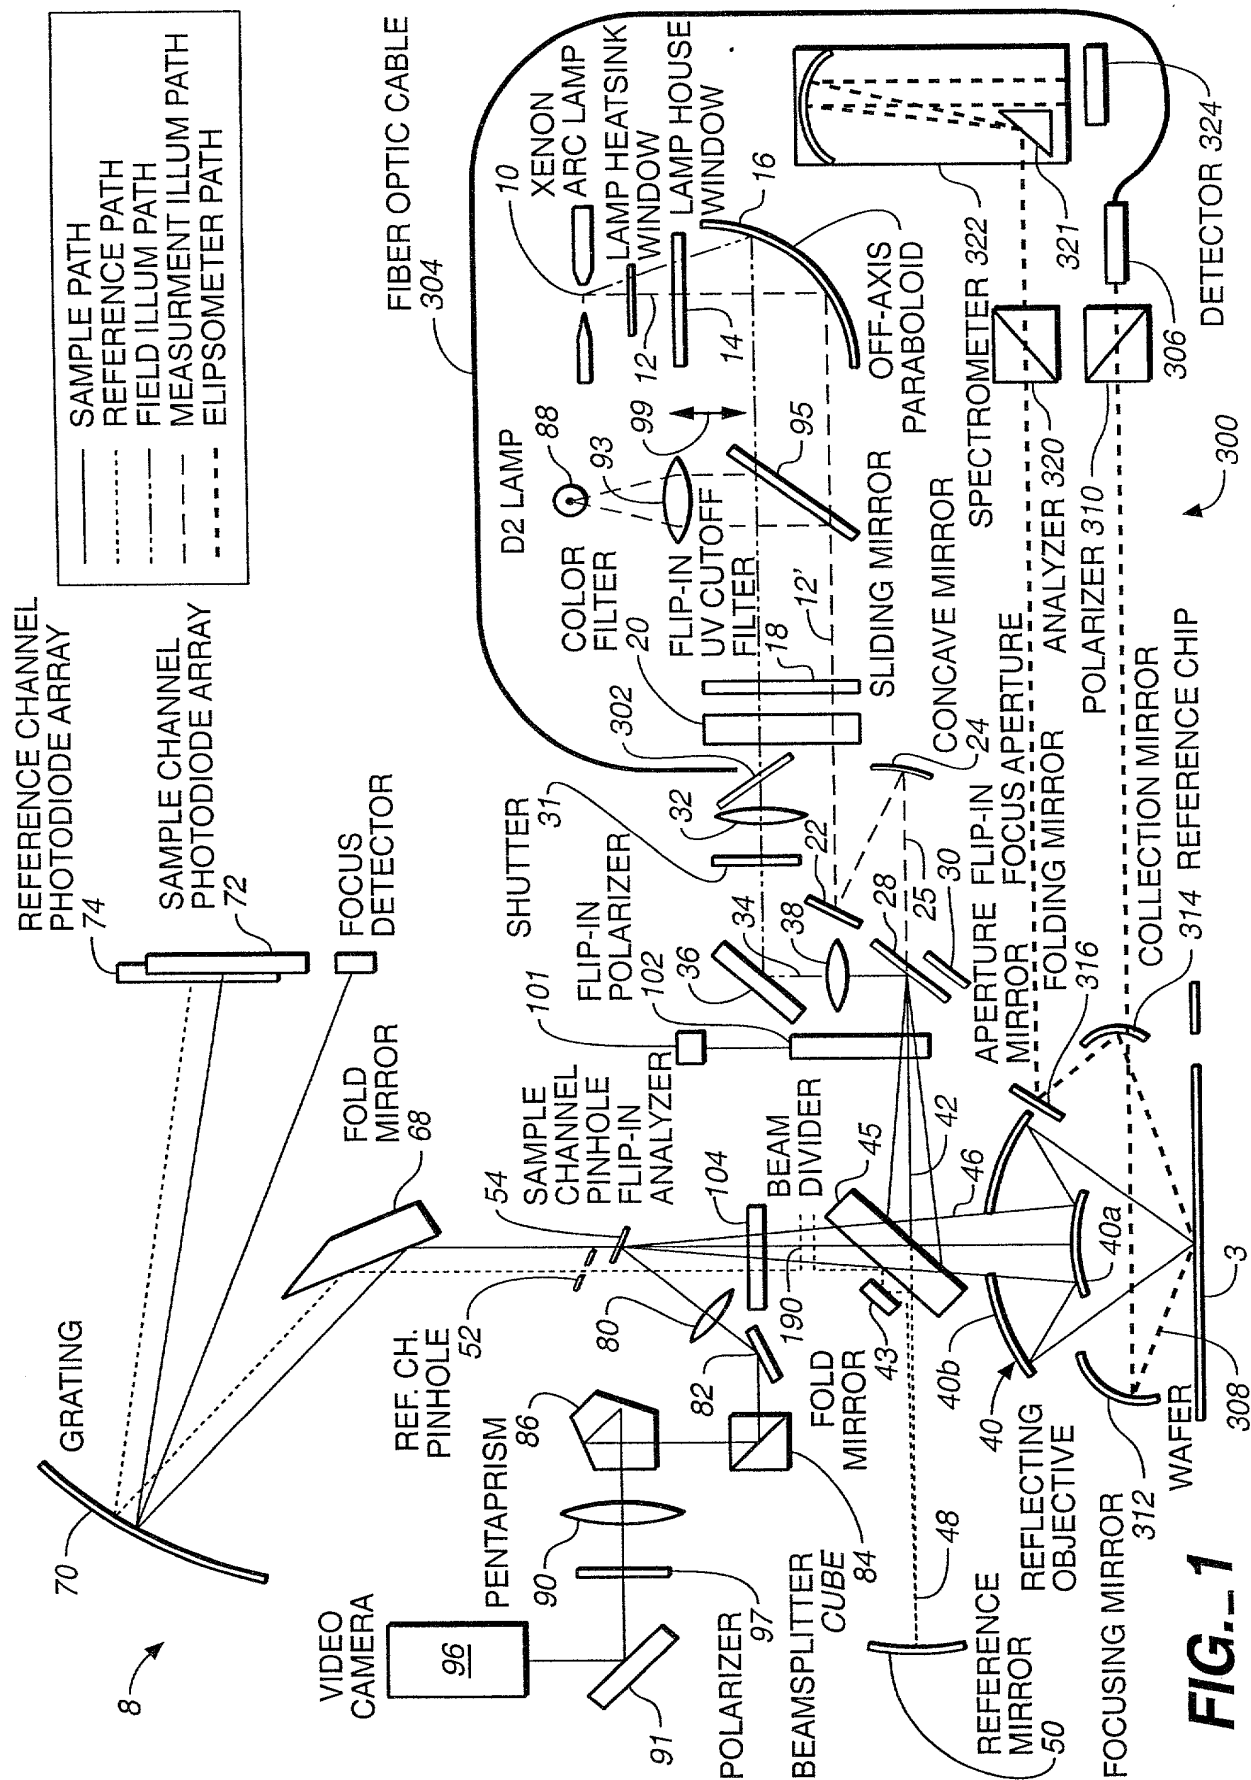 SAMPLE PATH
REFERENCE PATH
FIELD ILLUM PATH
MEASURMENT ILLUM PATH
ELIPSOMETER PATH
REFERENCE CHANNEL
PHOTODIODE ARRAY
74
SAMPLE CHANNEL
PHOTODIODE ARRAY
72
FOCUS
DETECTOR
FOLD
MIRROR
68
GRATING
70
8
VIDEO
CAMERA
96
91
POLARIZER
97
90
PENTAPRISM
86
REF. CH.
PINHOLE
52
80
82
BEAMSPLITTER
CUBE
84
FOLD
MIRROR
43
190
SAMPLE
CHANNEL
PINHOLE
54
FLIP-IN
ANALYZER
104
BEAM
DIVIDER
45
42
46
SHUTTER
31
FLIP-IN
POLARIZER
102
101
36
34
38
32
302
22
28
25
30
FIBER OPTIC CABLE
304
D2 LAMP
88
93
99
95
COLOR
FILTER
20
FLIP-IN
UV CUTOFF
FILTER
18
12'
SLIDING MIRROR
CONCAVE MIRROR
24
10
XENON
ARC LAMP
LAMP HEATSINK
WINDOW
12
LAMP HOUSE
WINDOW
14
16
OFF-AXIS
PARABOLOID
SPECTROMETER 322
321
DETECTOR 324
306
ANALYZER 320
POLARIZER 310
300
APERTURE
MIRROR
FLIP-IN
FOCUS APERTURE
FOLDING MIRROR
316
COLLECTION MIRROR
314
REFERENCE CHIP
40a
40b
40
REFLECTING
OBJECTIVE
48
REFERENCE
MIRROR
50
FOCUSING MIRROR
312
WAFER
308
3
FIG._1